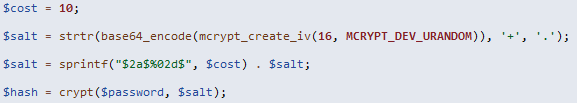 $cost = 10;
$salt = strtr(base64_encode(mcrypt_create_iv(16, MCRYPT_DEV_URANDOM)), '+', '.');
$salt = sprintf("$2a$%02d$", $cost) . $salt;
$hash = crypt($password, $salt);